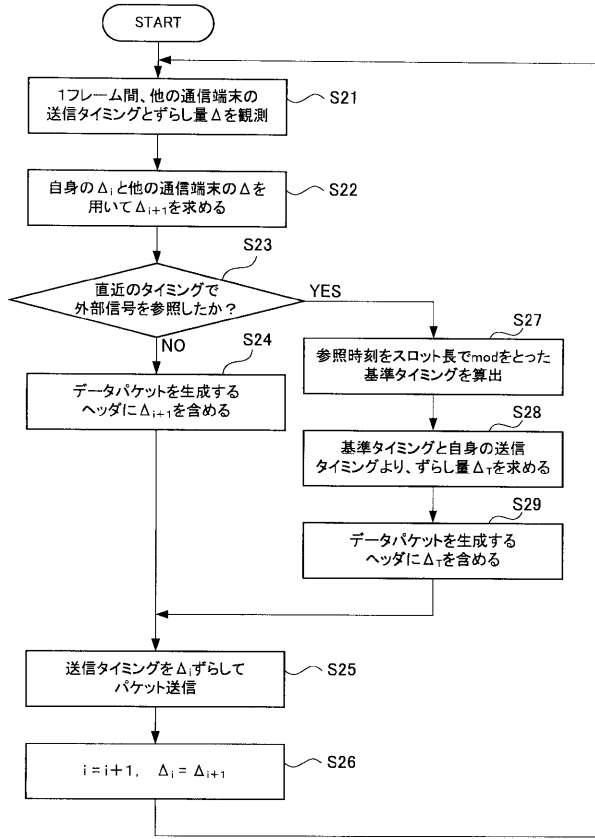 START
1フレーム間、他の通信端末の
送信タイミングとずらし量Δを観測
S21
自身のΔiと他の通信端末のΔを
用いてΔi+1を求める
S22
直近のタイミングで
外部信号を参照したか？
S23
YES
NO
データパケットを生成する
ヘッダにΔi+1を含める
S24
参照時刻をスロット長でmodをとった
基準タイミングを算出
S27
基準タイミングと自身の送信
タイミングより、ずらし量ΔTを求める
S28
データパケットを生成する
ヘッダにΔTを含める
S29
送信タイミングをΔiずらして
パケット送信
S25
i=i+1, Δi=Δi+1
S26